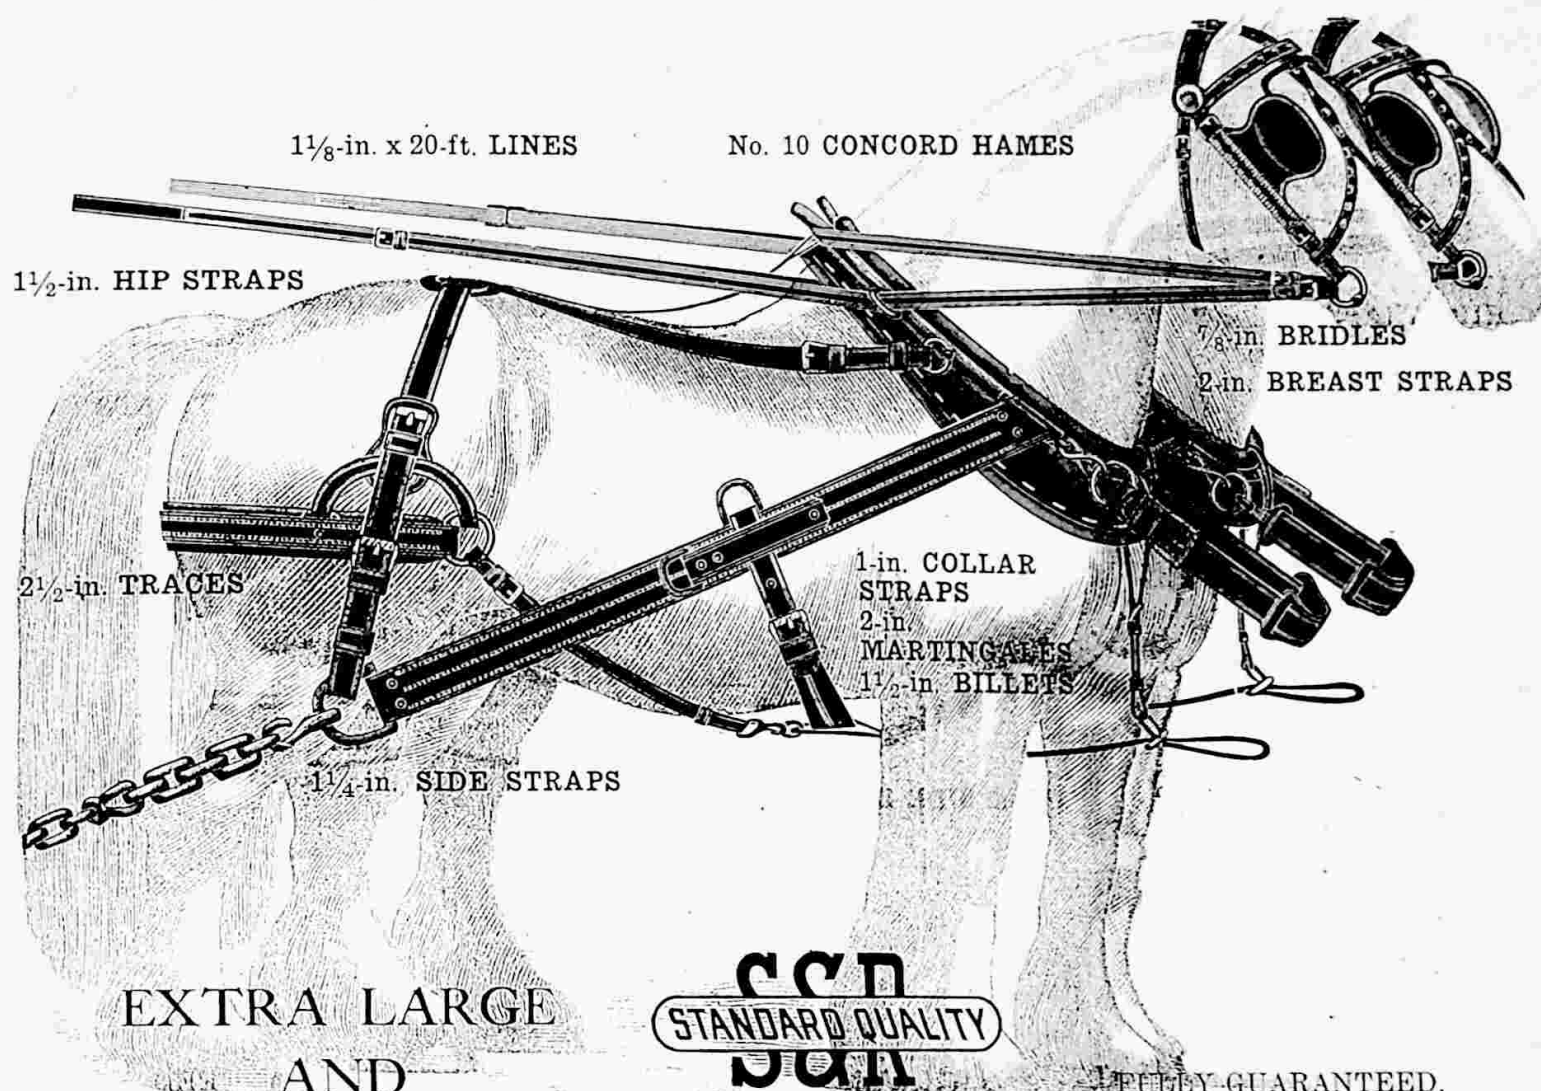 1⅛-in. x 20-ft. LINES
No. 10 CONCORD HAMES
1½-in. HIP STRAPS
⅞-in. BRIDLES
2-in. BREAST STRAPS
2½-in. TRACES
1-in. COLLAR
STRAPS
2-in.
MARTINGALES
1½-in. BILLETS
1¼-in. SIDE STRAPS
EXTRA LARGE
AND
S&R
STANDARD QUALITY
FULLY GUARANTEED.